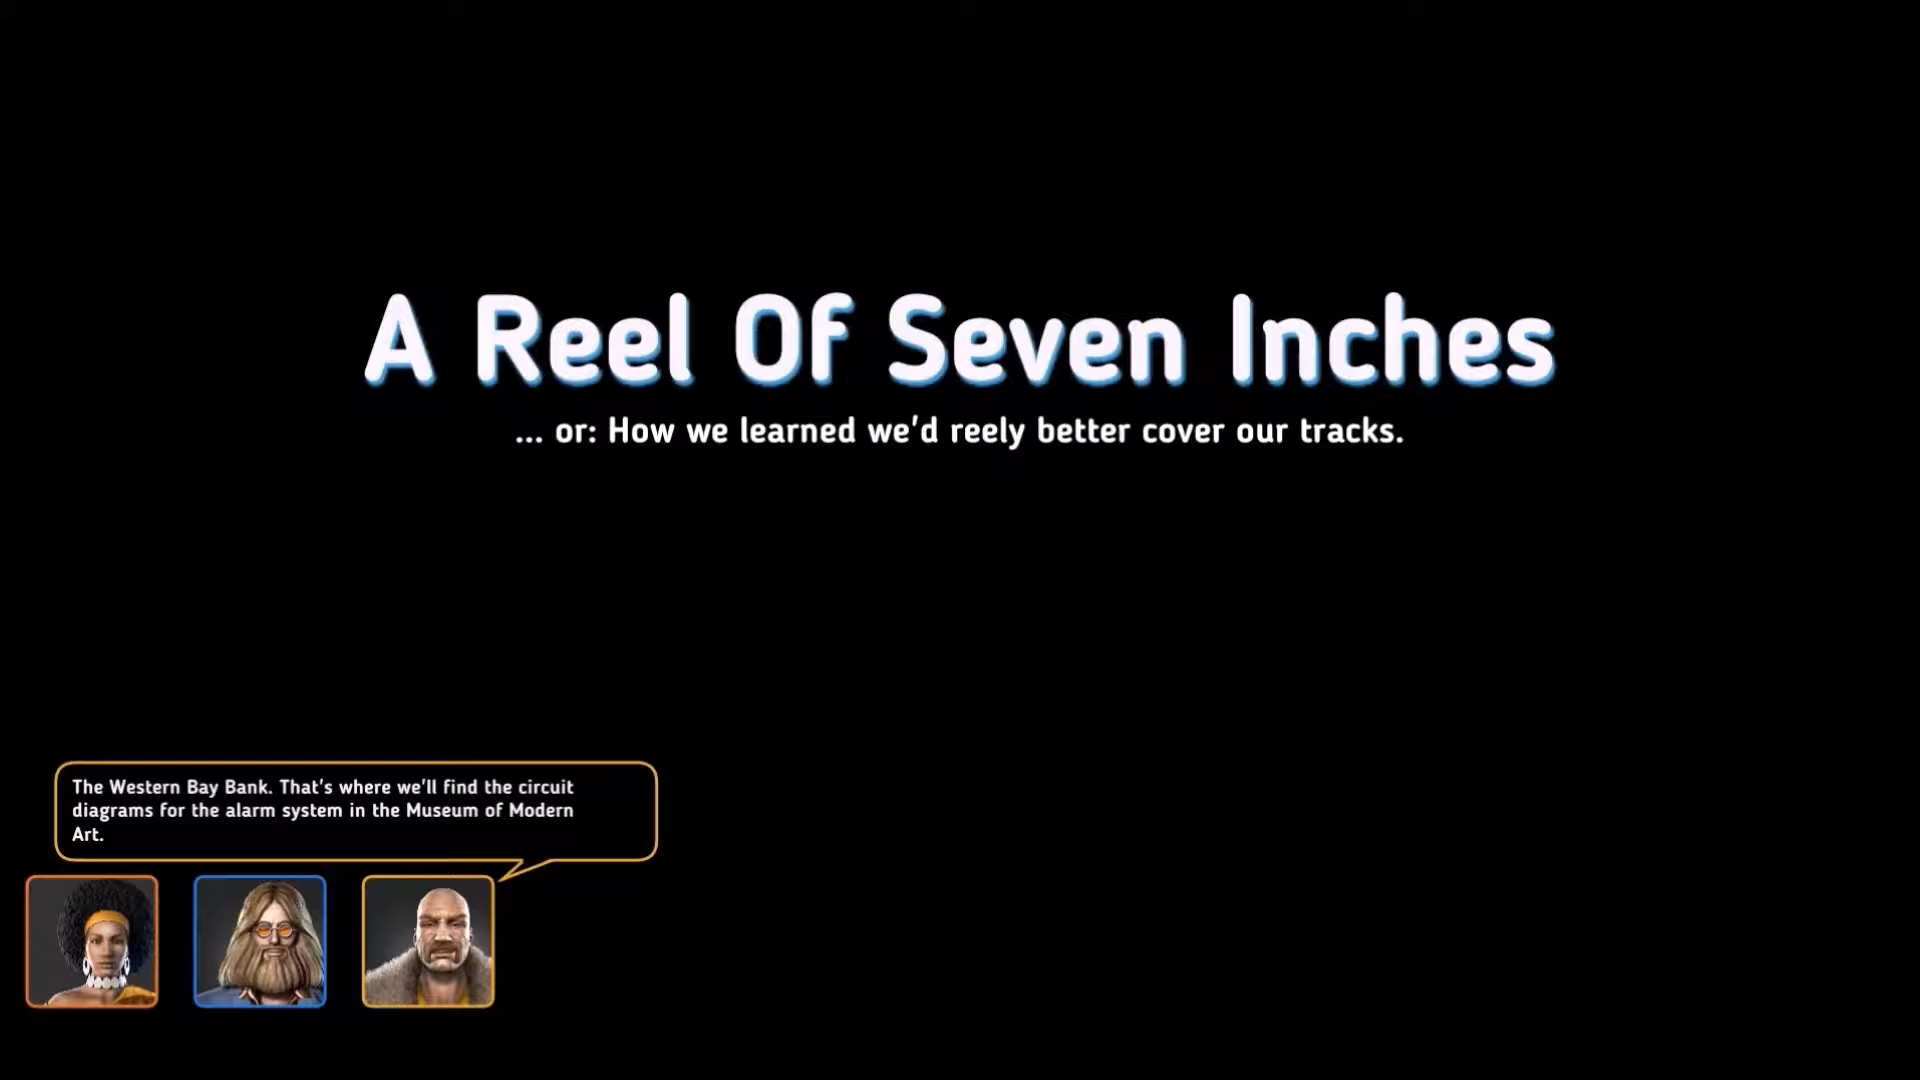 A Reel Of Seven Inches
... or: How we learned we'd reely better cover our tracks.
The Western Bay Bank. That's where we'll find the circuit
diagrams for the alarm system in the Museum of Modern
Art.